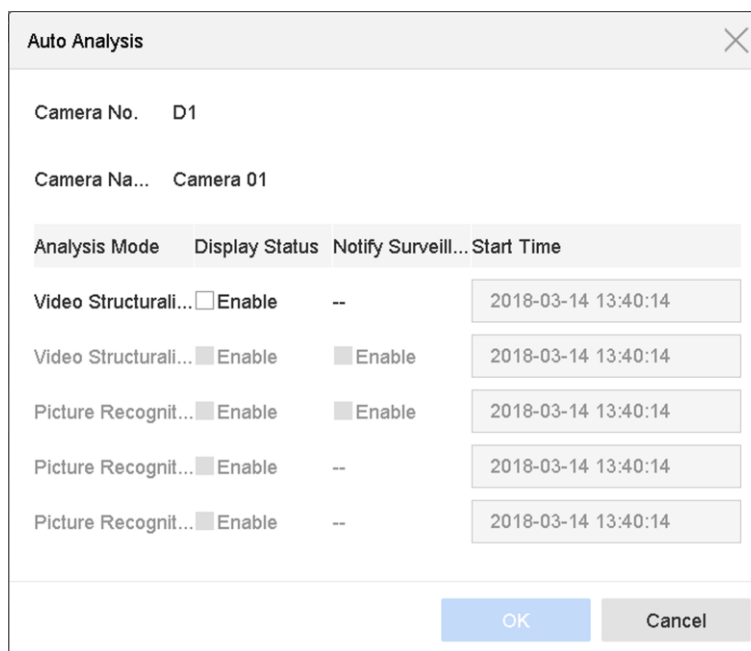 Auto Analysis
Camera No. D1
Camera Na... Camera 01
Analysis Mode Display Status Notify Surveill... Start Time
Video Structurali... Enable -- 2018-03-14 13:40:14
Video Structurali... Enable Enable 2018-03-14 13:40:14
Picture Recognit... Enable Enable 2018-03-14 13:40:14
Picture Recognit... Enable -- 2018-03-14 13:40:14
Picture Recognit... Enable -- 2018-03-14 13:40:14
OK Cancel